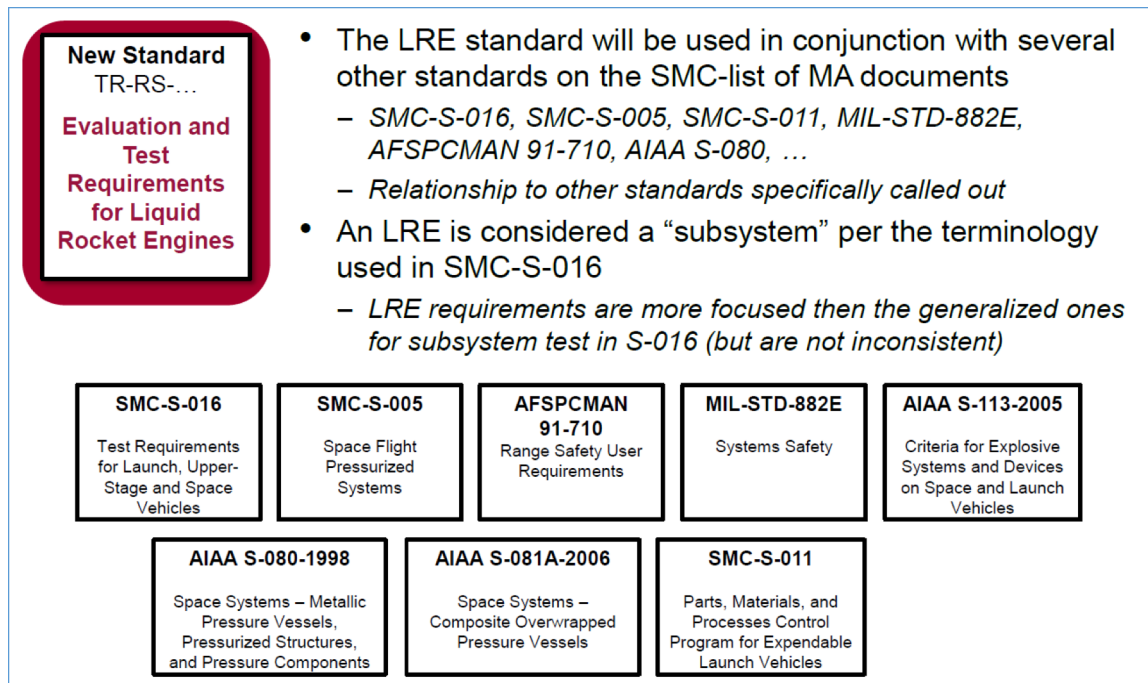 New Standard
TR-RS-…
Evaluation and
Test
Requirements
for Liquid
Rocket Engines
• The LRE standard will be used in conjunction with several
other standards on the SMC-list of MA documents
– SMC-S-016, SMC-S-005, SMC-S-011, MIL-STD-882E,
AFSPCMAN 91-710, AIAA S-080, …
– Relationship to other standards specifically called out
• An LRE is considered a “subsystem” per the terminology
used in SMC-S-016
– LRE requirements are more focused then the generalized ones
for subsystem test in S-016 (but are not inconsistent)
SMC-S-016
Test Requirements
for Launch, Upper-
Stage and Space
Vehicles
SMC-S-005
Space Flight
Pressurized
Systems
AFSPCMAN
91-710
Range Safety User
Requirements
MIL-STD-882E
Systems Safety
AIAA S-113-2005
Criteria for Explosive
Systems and Devices
on Space and Launch
Vehicles
AIAA S-080-1998
Space Systems – Metallic
Pressure Vessels,
Pressurized Structures,
and Pressure Components
AIAA S-081A-2006
Space Systems –
Composite Overwrapped
Pressure Vessels
SMC-S-011
Parts, Materials, and
Processes Control
Program for Expendable
Launch Vehicles